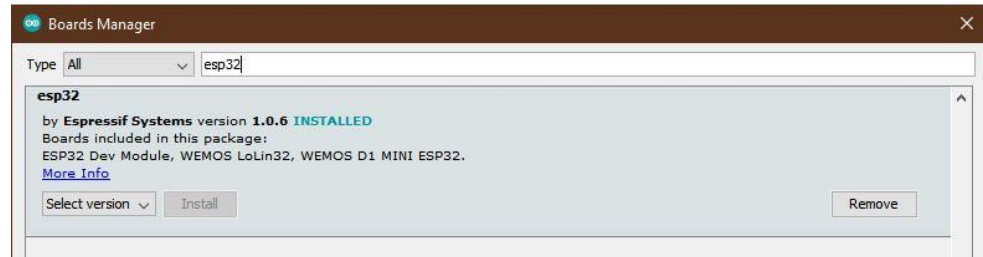 Boards Manager
Type All esp32
esp32
by Espressif Systems version 1.0.6 INSTALLED
Boards included in this package:
ESP32 Dev Module, WEMOS LoLin32, WEMOS D1 MINI ESP32.
More Info
Select version Install Remove